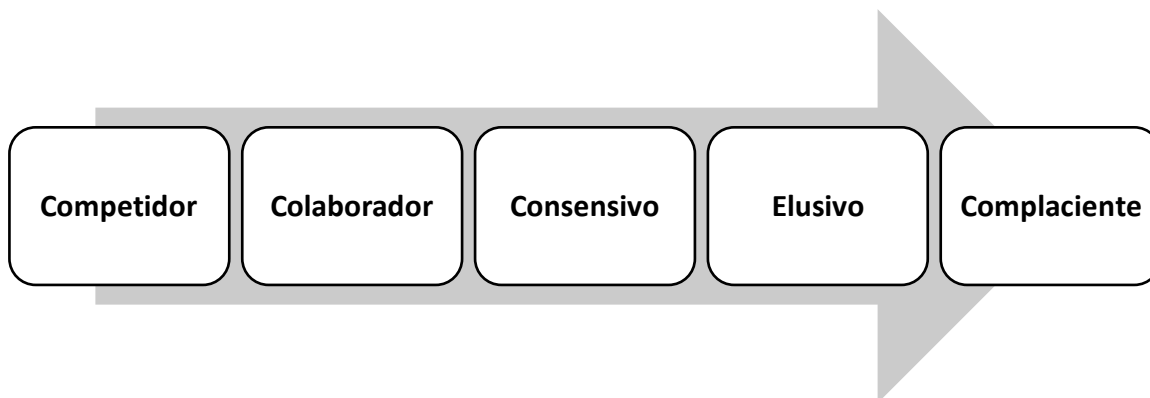 Competidor
Colaborador
Consensivo
Elusivo
Complaciente